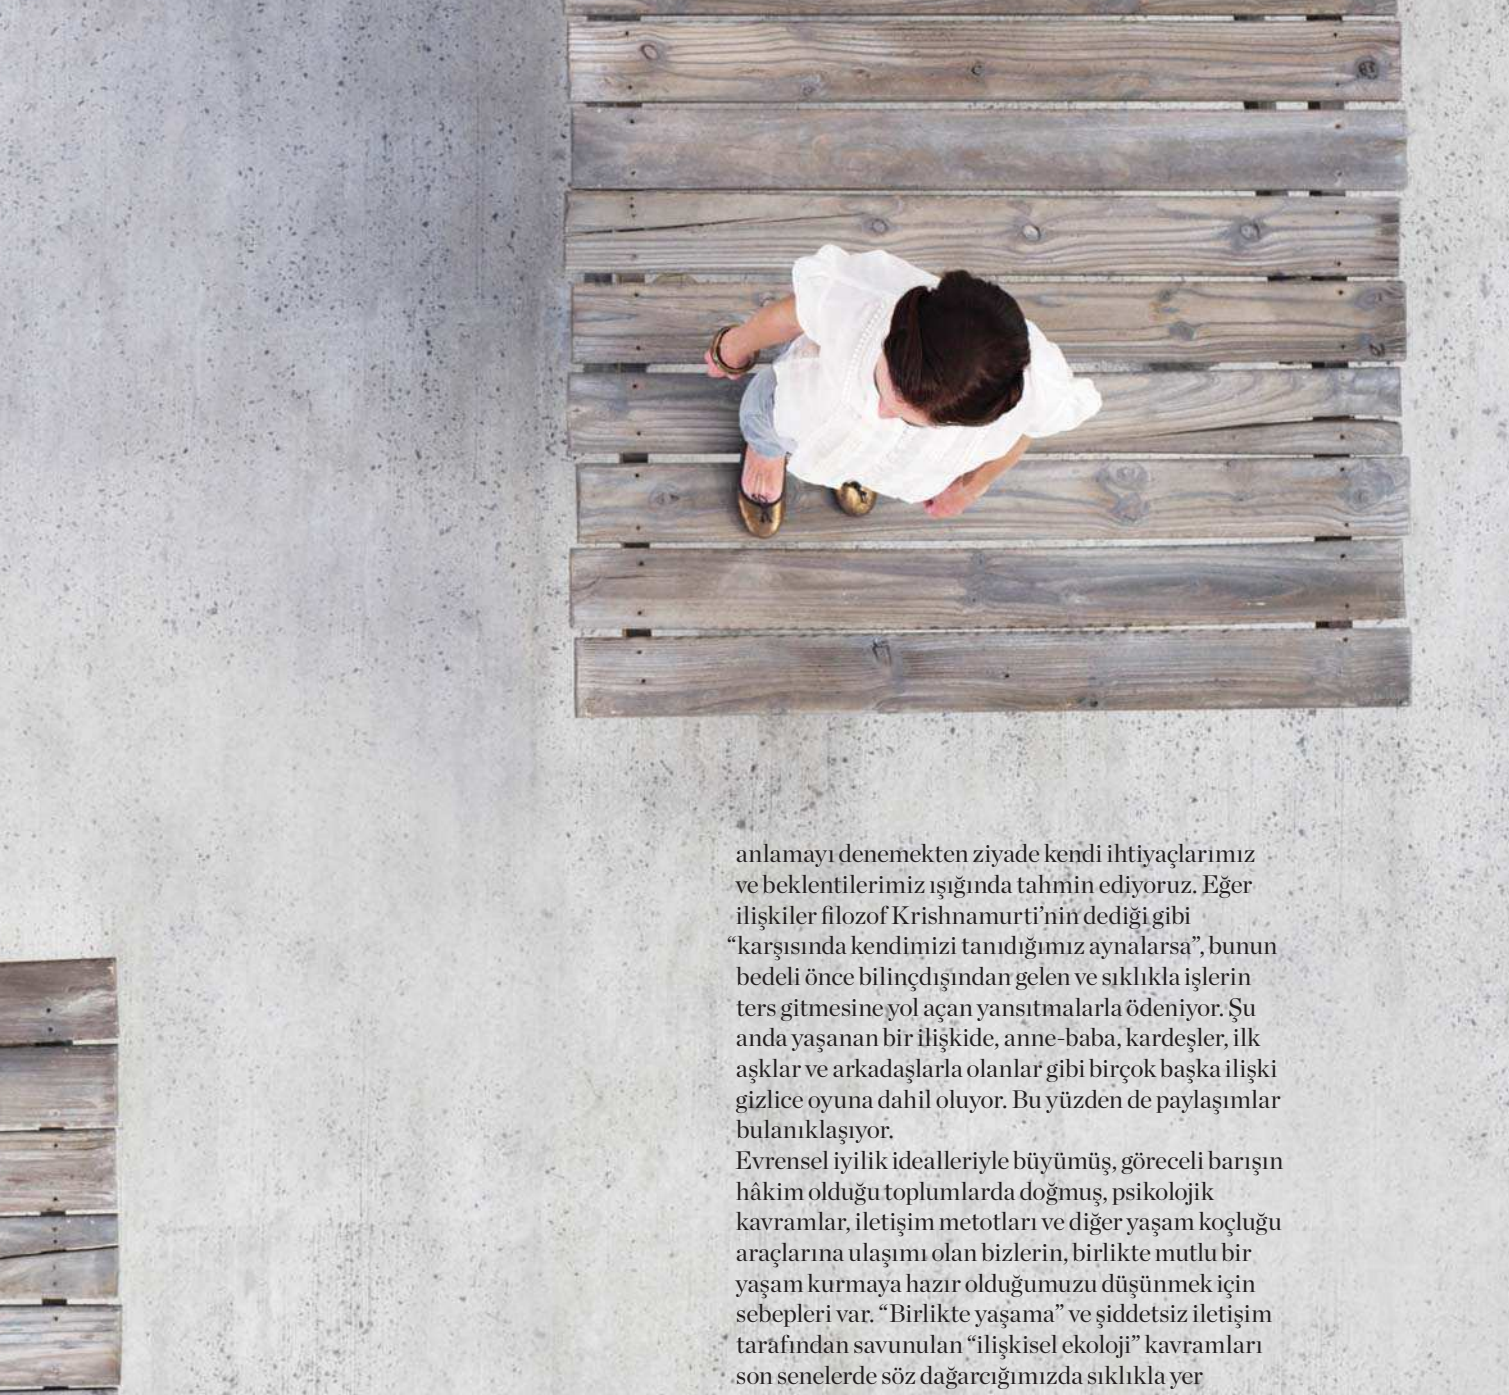 anlamayı denemekten ziyade kendi ihtiyaçlarımız
ve beklentilerimiz ışığında tahmin ediyoruz. Eğer
ilişkiler filozof Krishnamurti’nin dediği gibi
“karşısında kendimizi tanıdığımız aynalarsa”, bunun
bedeli önce bilinçdışından gelen ve sıklıkla işlerin
ters gitmesine yol açan yansıtmalarla ödeniyor. Şu
anda yaşanan bir ilişkide, anne-baba, kardeşler, ilk
aşklar ve arkadaşlarla olanlar gibi birçok başka ilişki
gizlice oyuna dahil oluyor. Bu yüzden de paylaşımlar
bulanıklaşıyor.
Evrensel iyilik idealleriyle büyümüş, göreceli barışın
hâkim olduğu toplumlarda doğmuş, psikolojik
kavramlar, iletişim metotları ve diğer yaşam koçluğu
araçlarına ulaşımı olan bizlerin, birlikte mutlu bir
yaşam kurmaya hazır olduğumuzu düşünmek için
sebepleri var. “Birlikte yaşama” ve şiddetsiz iletişim
tarafından savunulan “ilişkisel ekoloji” kavramları
son senelerde söz dağarcığımızda sıklıkla yer